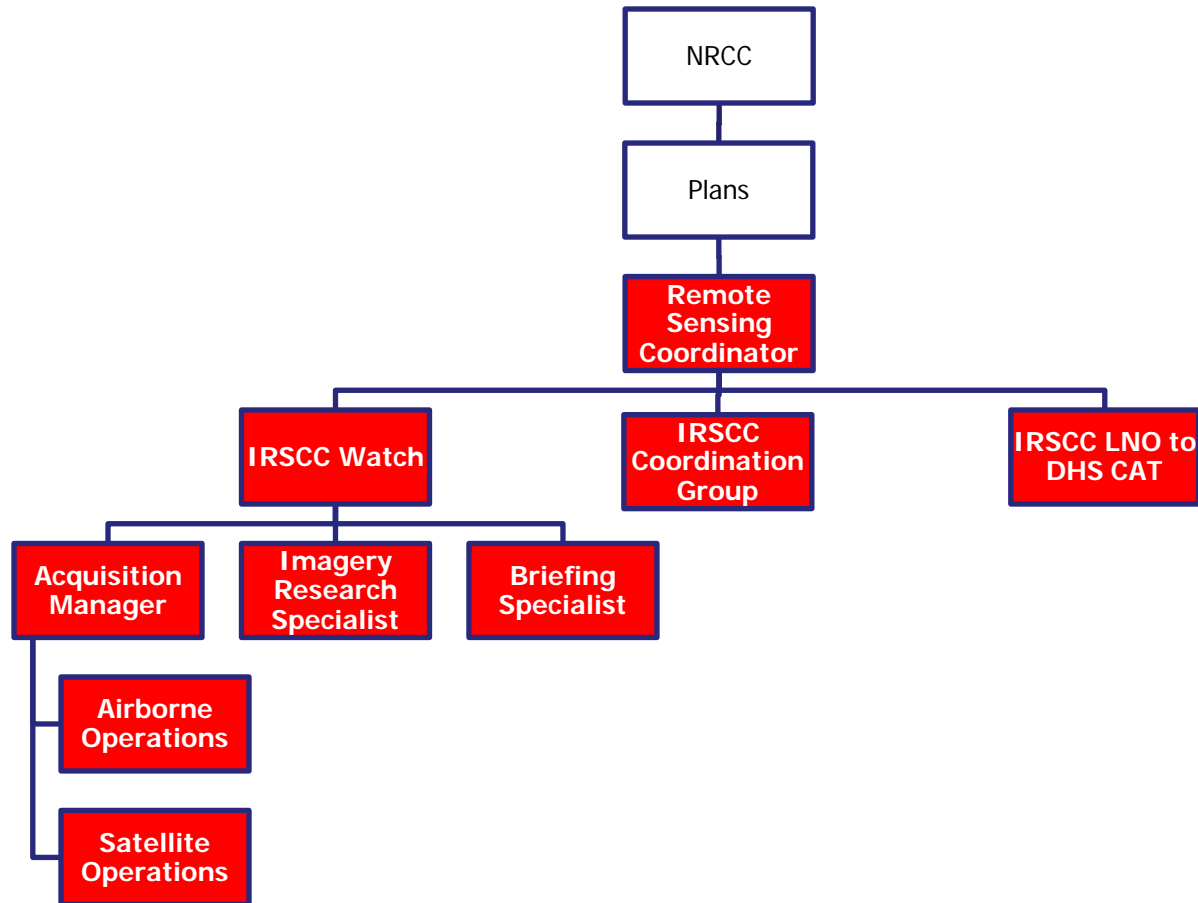 NRCC
Plans
Remote
Sensing
Coordinator
IRSCC Watch
IRSCC
Coordination
Group
IRSCC LNO to
DHS CAT
Acquisition
Manager
Imagery
Research
Specialist
Briefing
Specialist
Airborne
Operations
Satellite
Operations